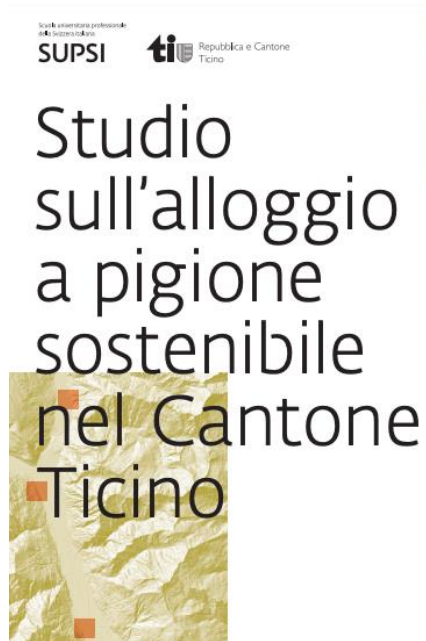 Scuola universitaria professionale
della Svizzera italiana
SUPSI
ti
Repubblica e Cantone
Ticino
Studio
sull'alloggio
a pigione
sostenibile
nel Cantone
Ticino